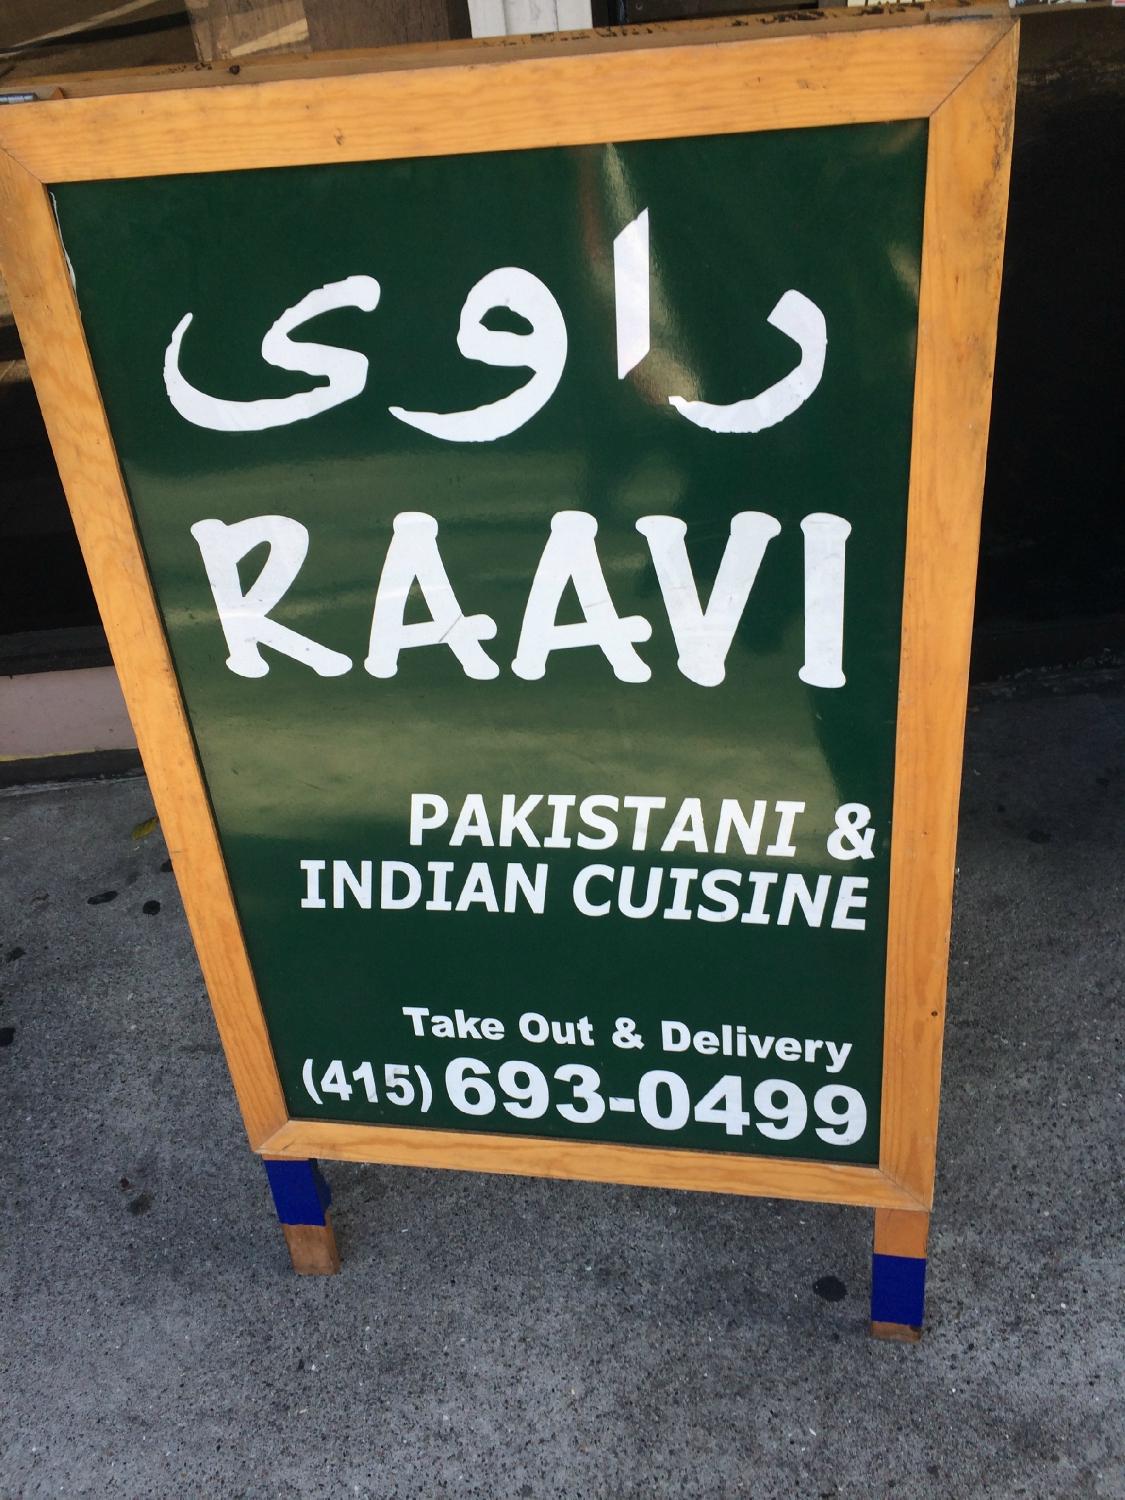 راوی
RAAVI
PAKISTANI &
INDIAN CUISINE
Take Out & Delivery
(415) 693-0499